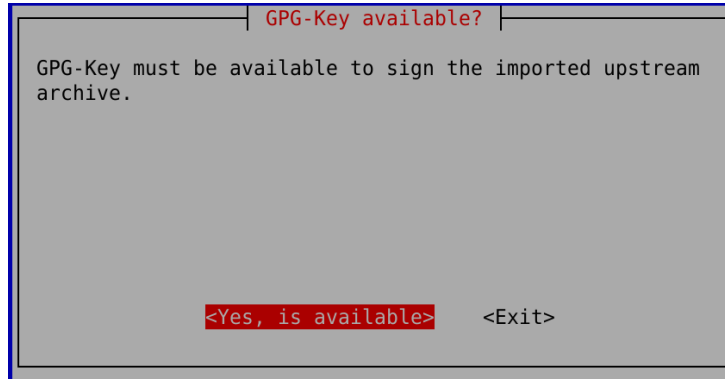 GPG-Key available?
GPG-Key must be available to sign the imported upstream
archive.
<Yes, is available> <Exit>